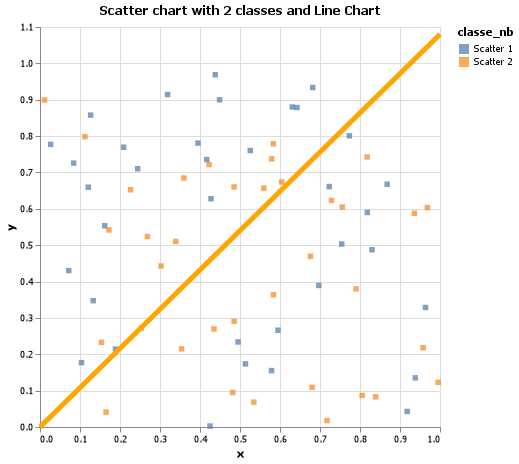 Scatter chart with 2 classes and Line Chart
classe_nb
Scatter 1
Scatter 2
1.1
1.0
0.9
0.8
0.7
0.6
0.5
0.4
0.3
0.2
0.1
0.0
y
0.0 0.1 0.2 0.3 0.4 0.5 0.6 0.7 0.8 0.9 1.0
x